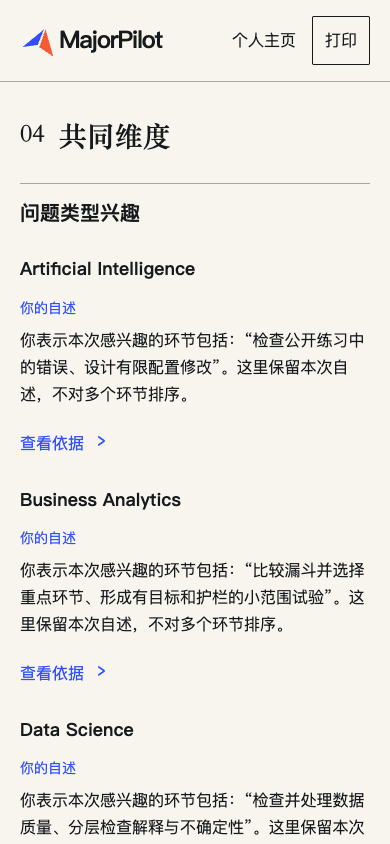 MajorPilot
个人主页
打印
04 共同维度
问题类型兴趣
Artificial Intelligence
你的自述
你表示本次感兴趣的环节包括：“检查公开练习中
的错误、设计有限配置修改”。这里保留本次自
述，不对多个环节排序。
查看依据 >
Business Analytics
你的自述
你表示本次感兴趣的环节包括：“比较漏斗并选择
重点环节、形成有目标和护栏的小范围试验”。这
里保留本次自述，不对多个环节排序。
查看依据 >
Data Science
你的自述
你表示本次感兴趣的环节包括：“检查并处理数据
质量、分层检查解释与不确定性”。这里保留本次